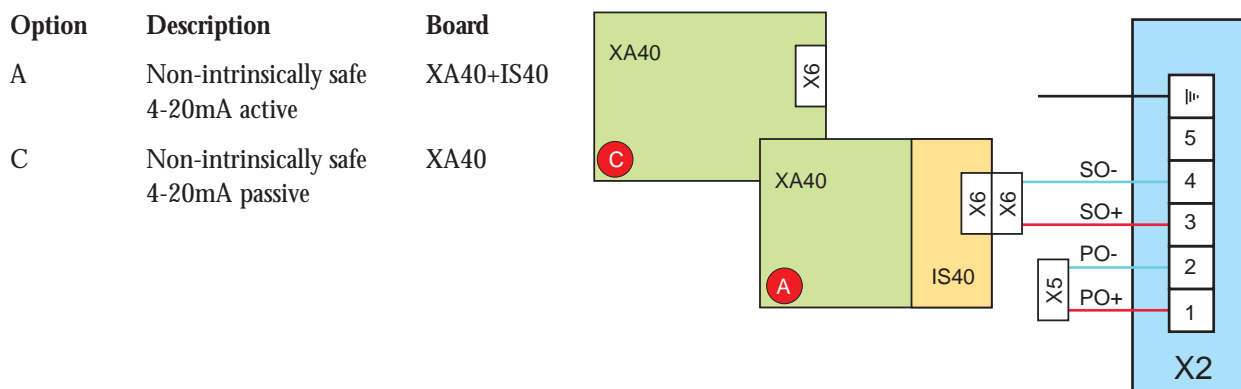 Option Description Board
A Non-intrinsically safe XA40+IS40
4-20mA active
C Non-intrinsically safe XA40
4-20mA passive
XA40
X6
C
XA40
X6 X6
IS40
A
SO-
SO+
PO-
PO+
X5
5
4
3
2
1
X2